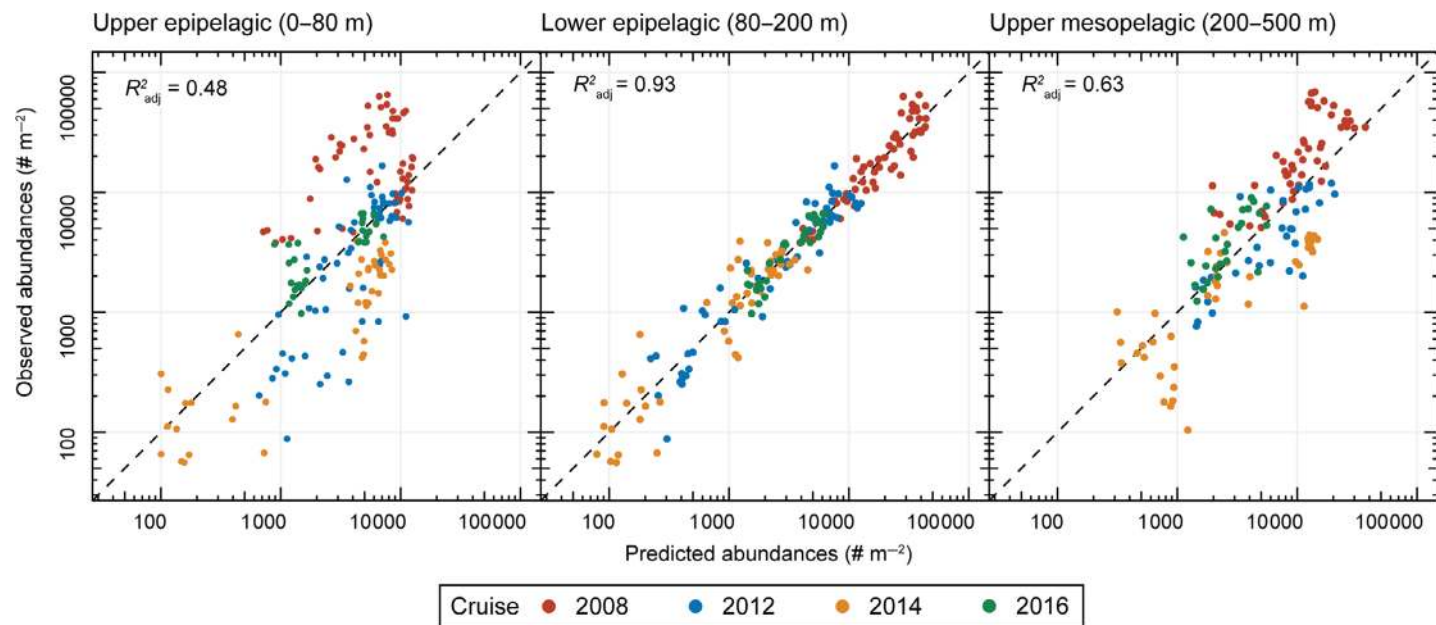 Upper epipelagic (0–80 m)
Lower epipelagic (80–200 m)
Upper mesopelagic (200–500 m)
R²adj = 0.48
R²adj = 0.93
R²adj = 0.63
Observed abundances (# m⁻²)
100000
10000
1000
100
100 1000 10000 100000
100 1000 10000 100000
100 1000 10000 100000
Predicted abundances (# m⁻²)
Cruise 2008 2012 2014 2016